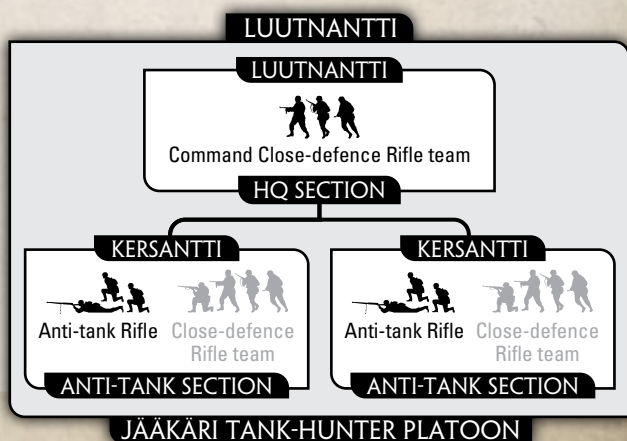 LUUTNANTTI
LUUTNANTTI
Command Close-defence Rifle team
HQ SECTION
KERSANTTI
Anti-tank Rifle
Close-defence
Rifle team
ANTI-TANK SECTION
KERSANTTI
Anti-tank Rifle
Close-defence
Rifle team
ANTI-TANK SECTION
JÄÄKÄRI TANK-HUNTER PLATOON